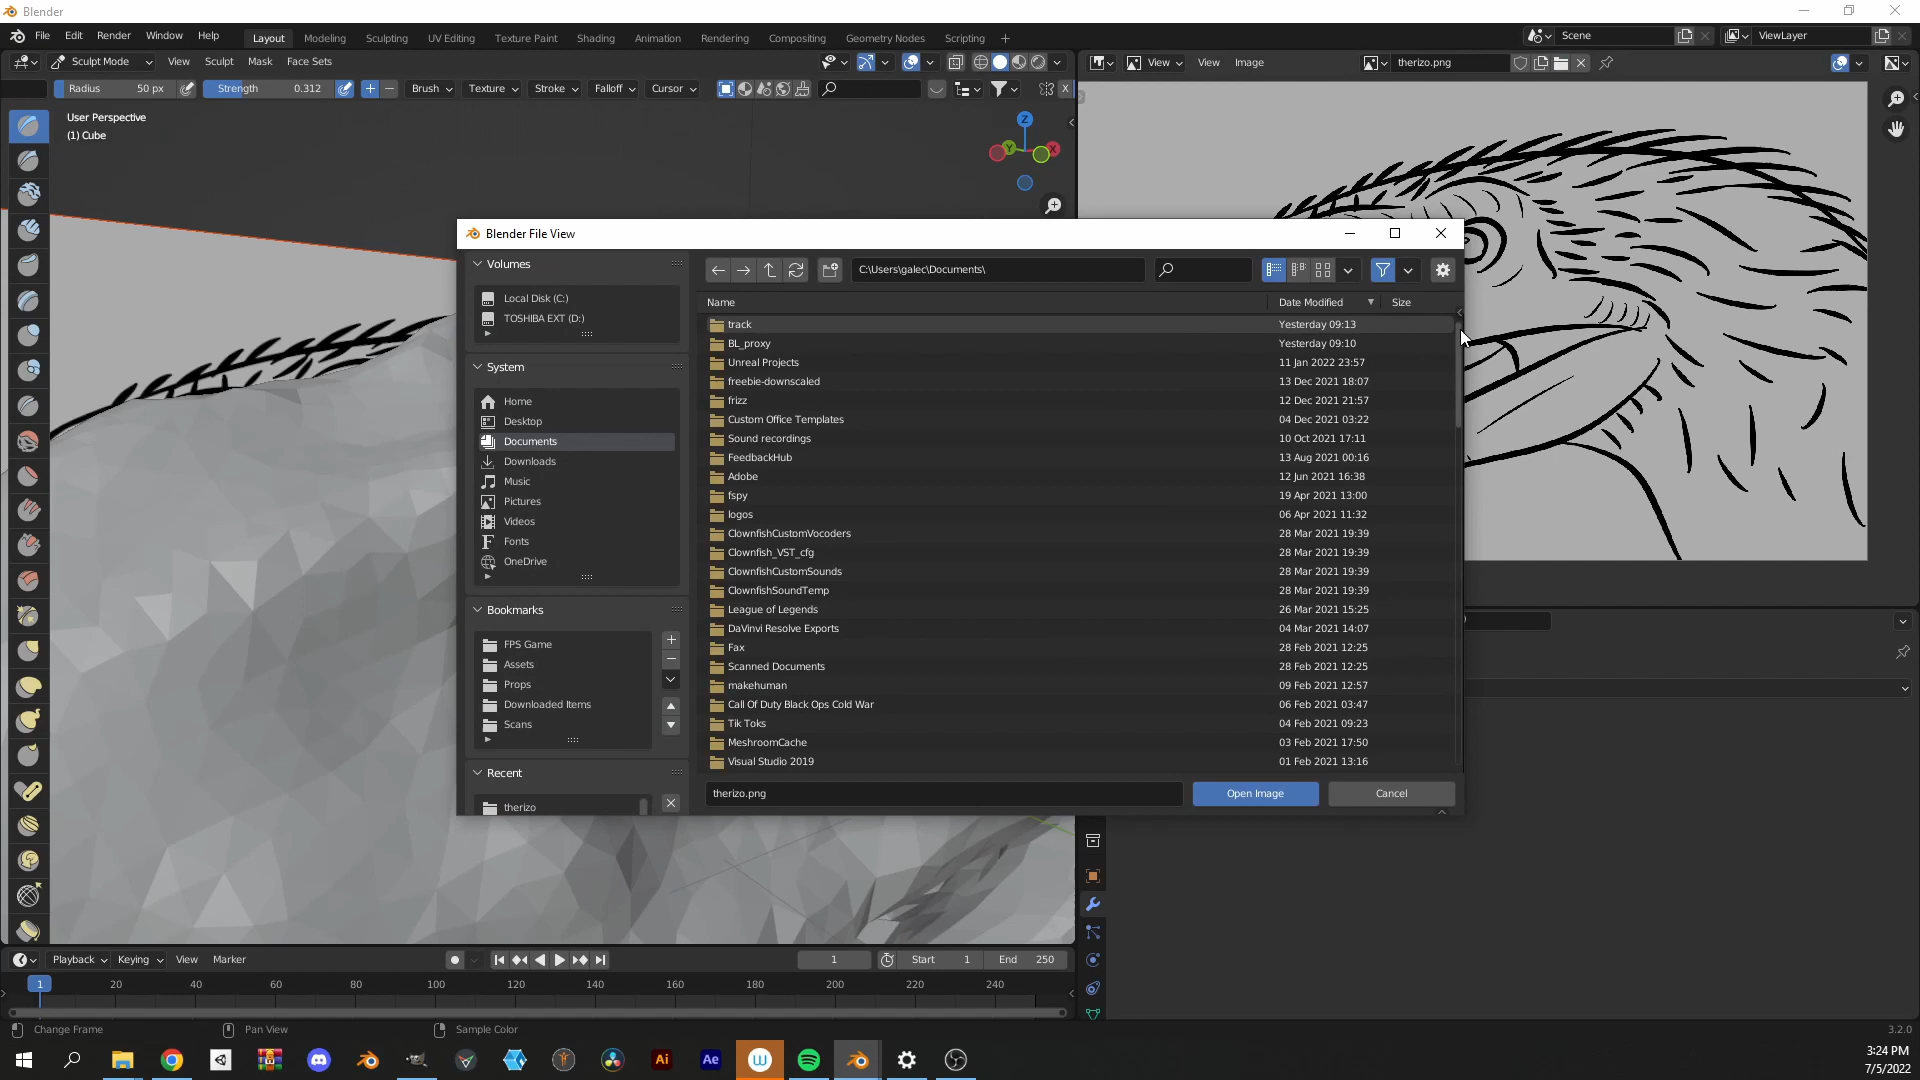 Blender
File Edit Render Window Help Layout Modeling Sculpting UV Editing Texture Paint Shading Animation Rendering Compositing Geometry Nodes Scripting + Scene ViewLayer
Sculpt Mode View Sculpt Mask Face Sets View View Image therizo.png
Radius 50 px Strength 0.312 Brush Texture Stroke Falloff Cursor X
User Perspective
(1) Cube
Z
Y X
Blender File View
Volumes
Local Disk (C:)
TOSHIBA EXT (D:)
System
Home
Desktop
Documents
Downloads
Music
Pictures
Videos
Fonts
OneDrive
Bookmarks
FPS Game
Assets
Props
Downloaded Items
Scans
Recent
therizo
C:\Users\galec\Documents\
Name Date Modified Size
track Yesterday 09:13
BL_proxy Yesterday 09:10
Unreal Projects 11 Jan 2022 23:57
freebie-downscaled 13 Dec 2021 18:07
frizz 12 Dec 2021 21:57
Custom Office Templates 04 Dec 2021 03:22
Sound recordings 10 Oct 2021 17:11
FeedbackHub 13 Aug 2021 00:16
Adobe 12 Jun 2021 16:38
fspy 19 Apr 2021 13:00
logos 06 Apr 2021 11:32
ClownfishCustomVocoders 28 Mar 2021 19:39
Clownfish_VST_cfg 28 Mar 2021 19:39
ClownfishCustomSounds 28 Mar 2021 19:39
ClownfishSoundTemp 28 Mar 2021 19:39
League of Legends 26 Mar 2021 15:25
DaVinvi Resolve Exports 04 Mar 2021 14:07
Fax 28 Feb 2021 12:25
Scanned Documents 28 Feb 2021 12:25
makehuman 09 Feb 2021 12:57
Call Of Duty Black Ops Cold War 06 Feb 2021 03:47
Tik Toks 04 Feb 2021 09:23
MeshroomCache 03 Feb 2021 17:50
Visual Studio 2019 01 Feb 2021 13:16
therizo.png Open Image Cancel
Playback Keying View Marker 1 Start 1 End 250
1 20 40 60 80 100 120 140 160 180 200 220 240
Change Frame Pan View Sample Color 3.2.0
Ai Ae
3:24 PM
7/5/2022